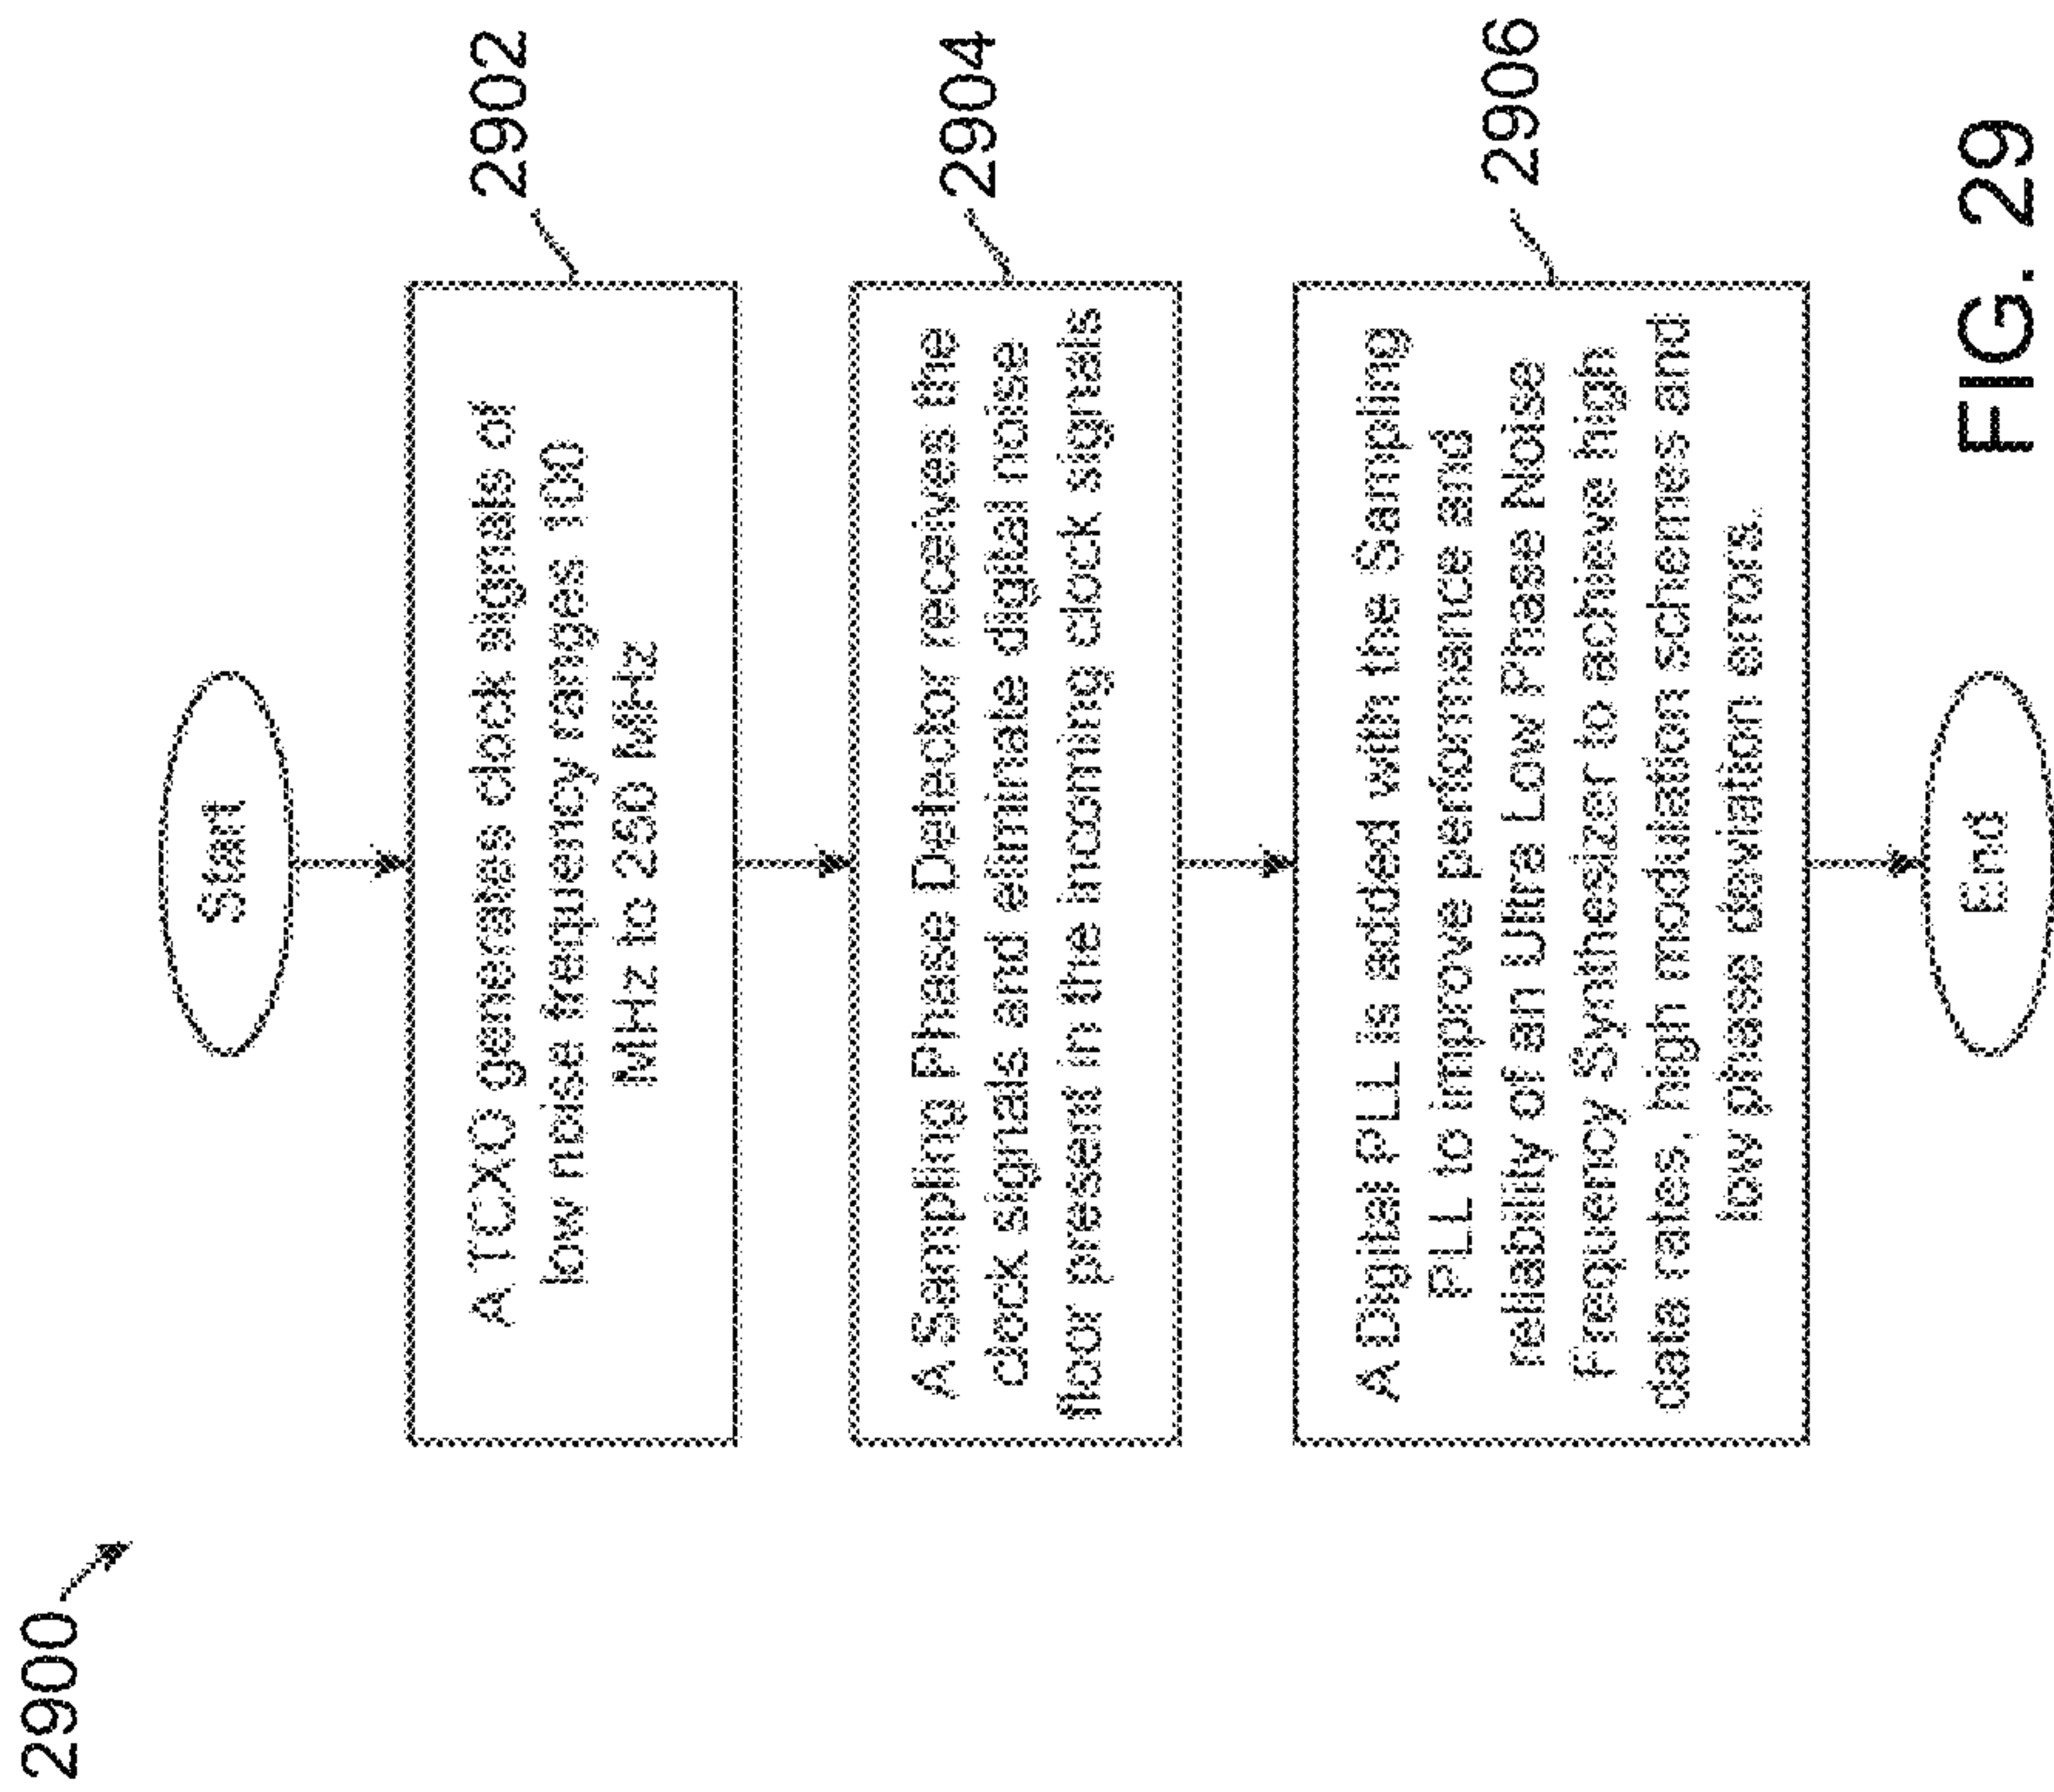 2900
Start
A TCXO generates clock signals of
low noise frequency ranges 100
MHz to 250 MHz
2902
A Sampling Phase Detector receives the
clock signals and eliminate digital noise
floor present in the incoming clock signals
2904
A Digital PLL is added with the Sampling
PLL to improve performance and
reliability of an Ultra Low Phase Noise
Frequency Synthesizer to achieve high
data rates, high modulation schemes and
low phase deviation errors.
2906
End
FIG. 29